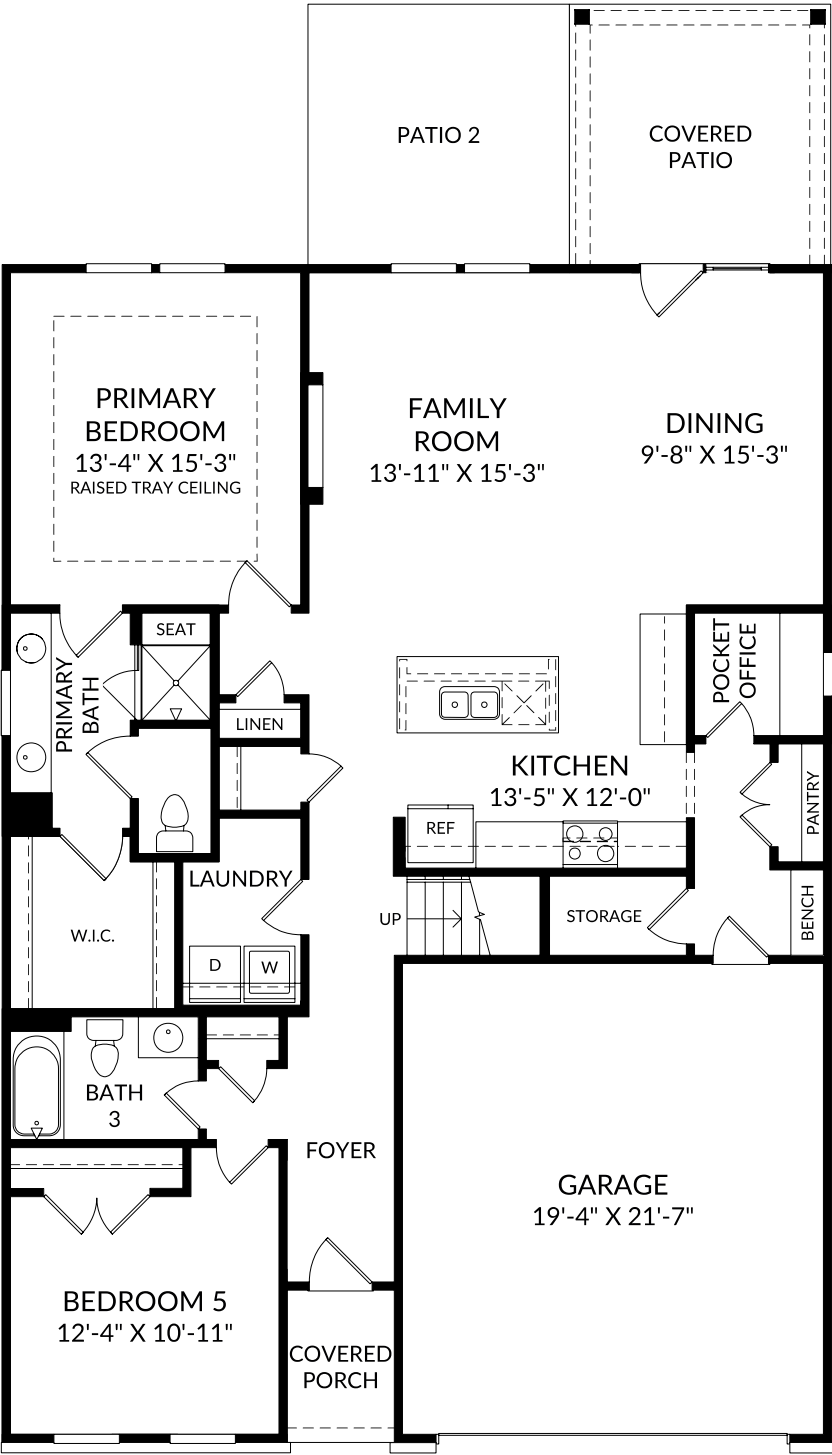 PATIO 2
COVERED
PATIO
PRIMARY
BEDROOM
13'-4" X 15'-3"
RAISED TRAY CEILING
FAMILY
ROOM
13'-11" X 15'-3"
DINING
9'-8" X 15'-3"
SEAT
PRIMARY
BATH
LINEN
POCKET
OFFICE
KITCHEN
13'-5" X 12'-0"
REF
PANTRY
LAUNDRY
W.I.C.
D
W
UP
STORAGE
BENCH
BATH
3
FOYER
GARAGE
19'-4" X 21'-7"
BEDROOM 5
12'-4" X 10'-11"
COVERED
PORCH